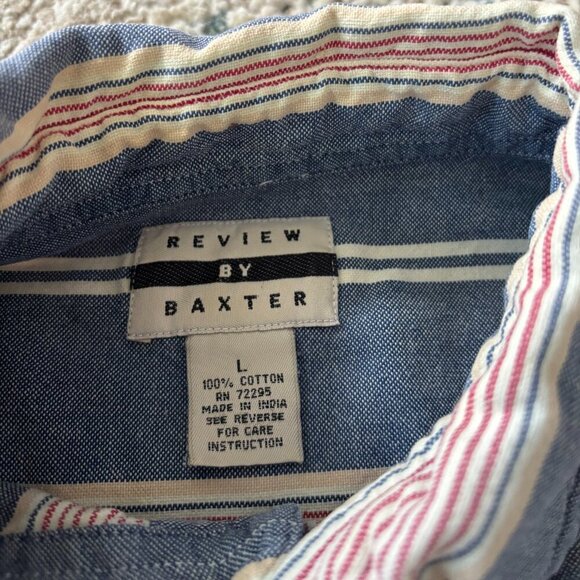 REVIEW
BY
BAXTER
L
100% COTTON
RN 72295
MADE IN INDIA
SEE REVERSE
FOR CARE
INSTRUCTION